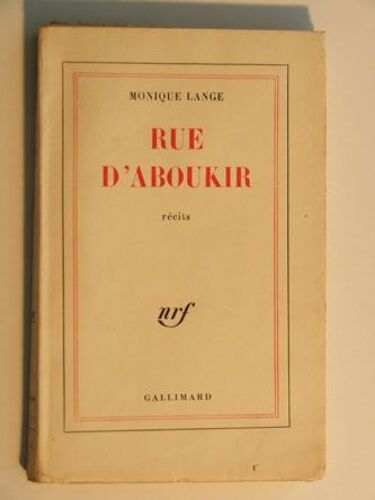 MONIQUE LANGE
RUE
D'ABOUKIR
récits
nrf
GALLIMARD